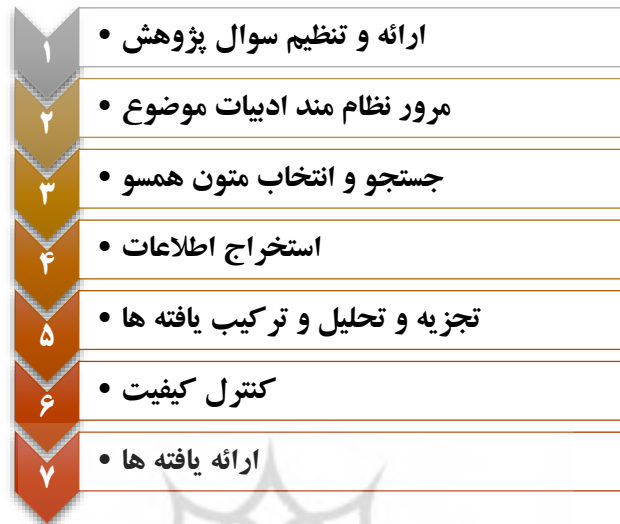 ۱ • ارائه و تنظیم سوال پژوهش
۲ • مرور نظام مند ادبیات موضوع
۳ • جستجو و انتخاب متون همسو
۴ • استخراج اطلاعات
۵ • تجزیه و تحلیل و ترکیب یافته ها
۶ • کنترل کیفیت
۷ • ارائه یافته ها